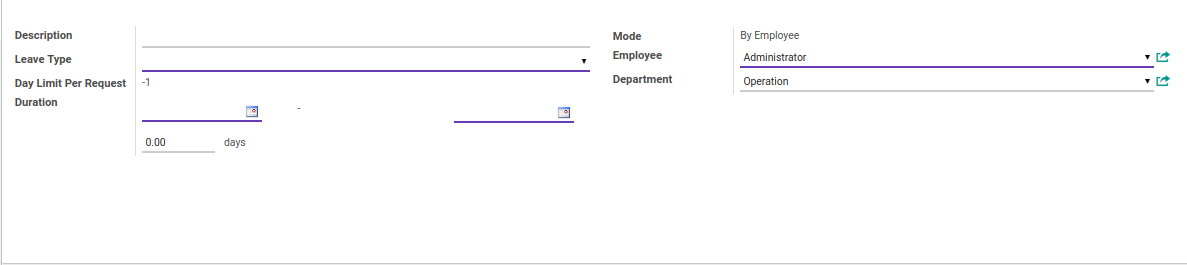 Description
Leave Type
Day Limit Per Request -1
Duration
-
0.00 days
Mode By Employee
Employee Administrator
Department Operation